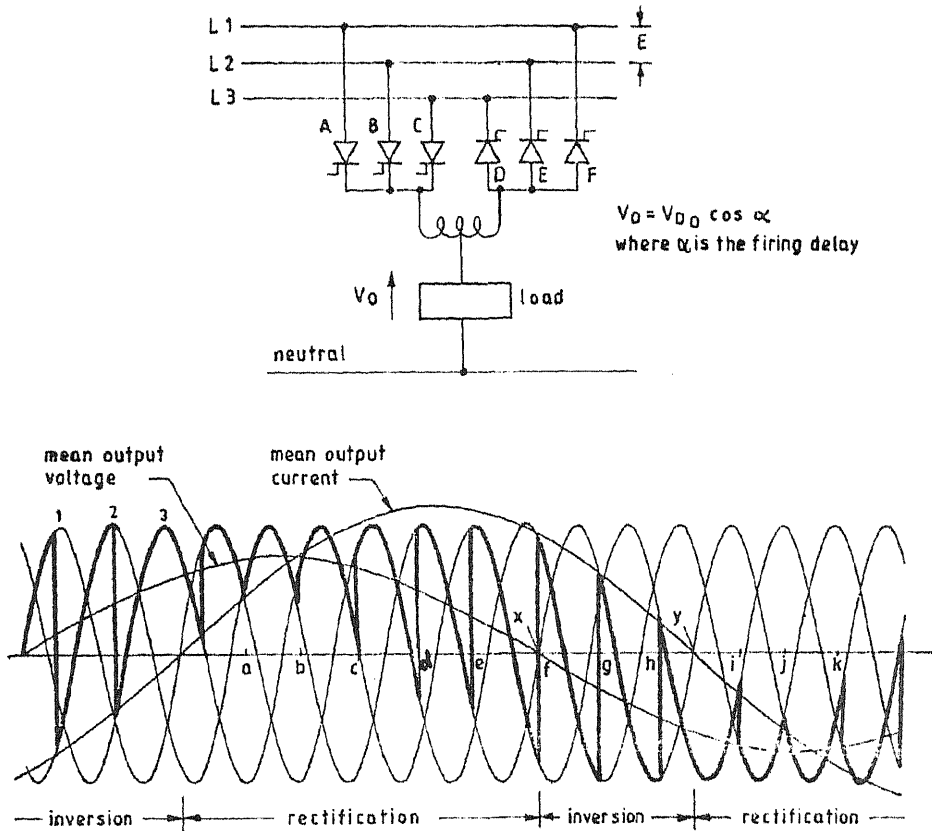 L1
E
L2
L3
A B C
D E F
V₀ = V_D₀ cos α
where α is the firing delay
V₀
load
neutral
mean output
voltage
mean output
current
1 2 3
x y
a b c d e f g h i j k
inversion rectification inversion rectification